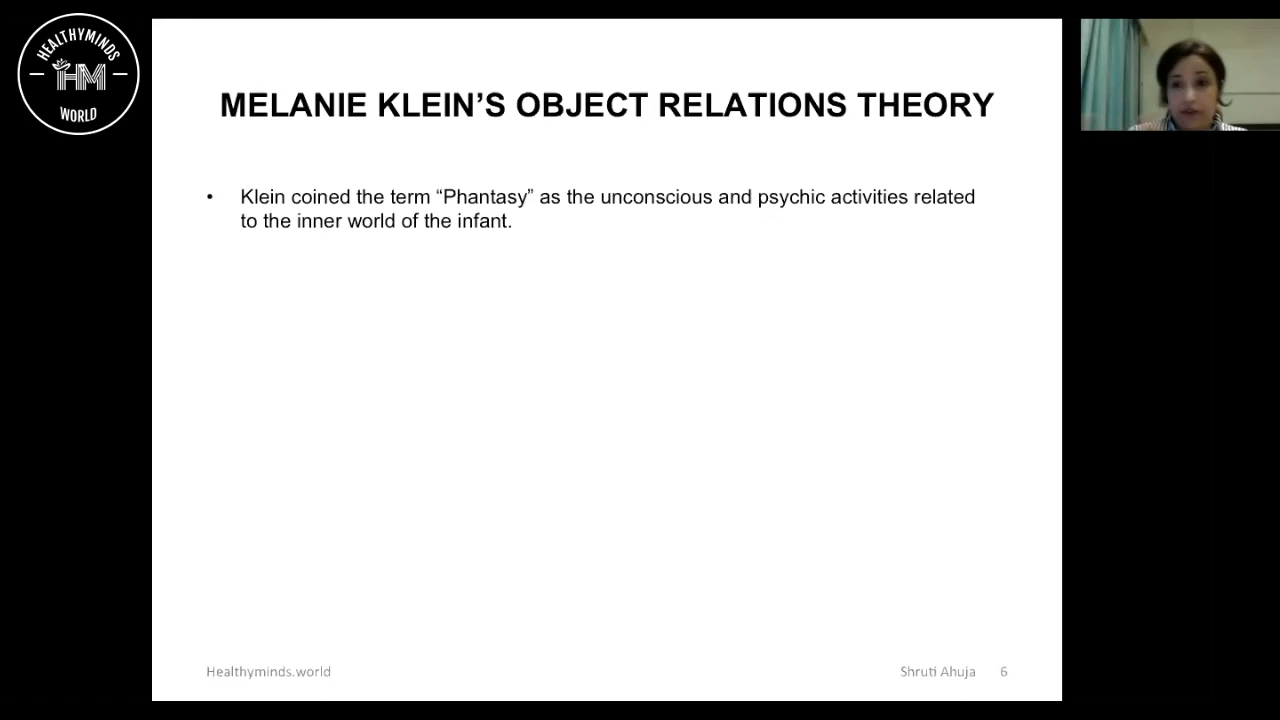 HEALTHYMINDS
HM
WORLD
MELANIE KLEIN’S OBJECT RELATIONS THEORY
• Klein coined the term “Phantasy” as the unconscious and psychic activities related
to the inner world of the infant.
Healthyminds.world
Shruti Ahuja 6